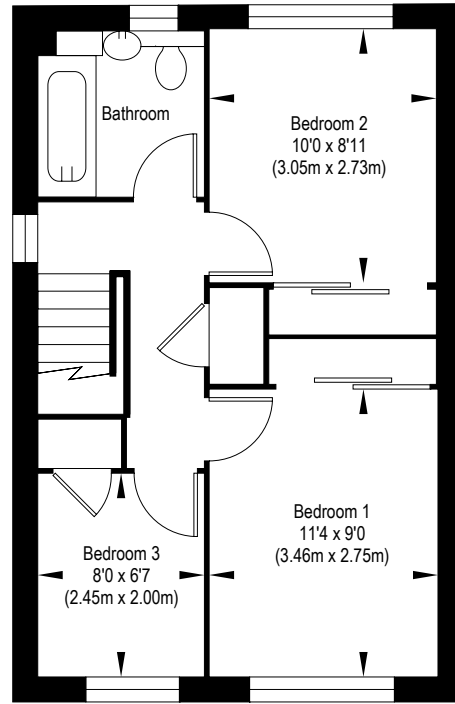 Bathroom
Bedroom 2
10'0 x 8'11
(3.05m x 2.73m)
Bedroom 1
11'4 x 9'0
(3.46m x 2.75m)
Bedroom 3
8'0 x 6'7
(2.45m x 2.00m)